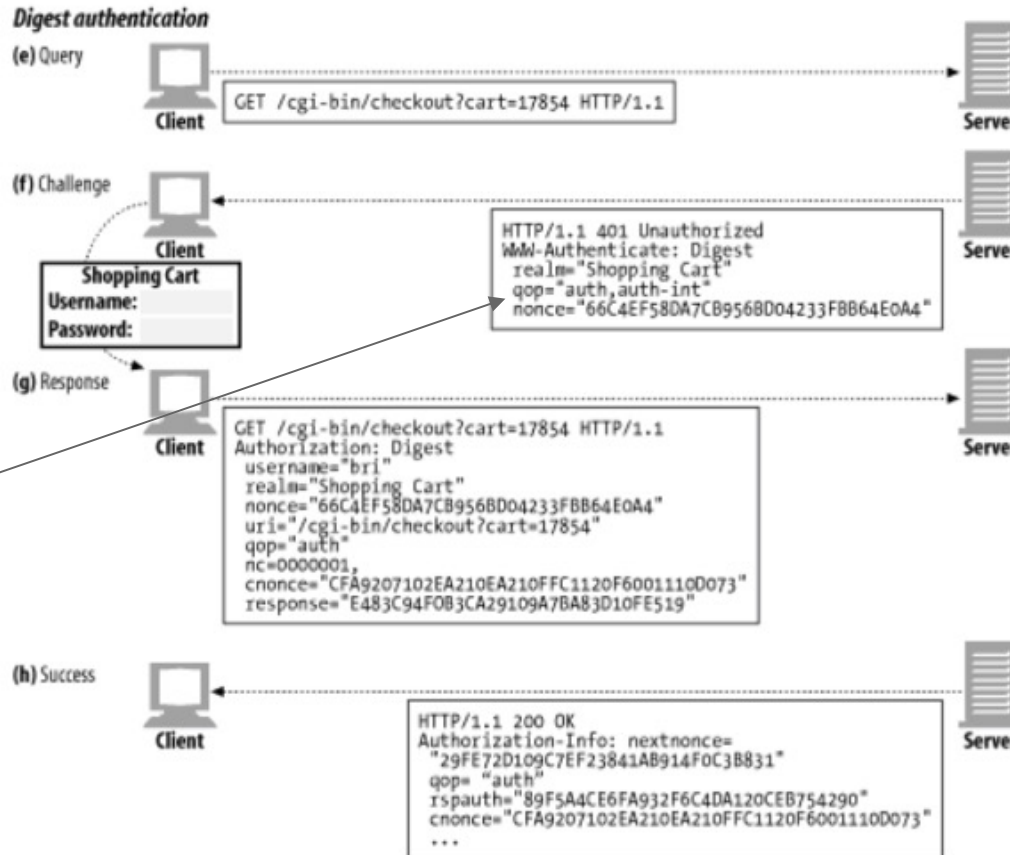 Digest authentication
(e) Query
GET /cgi-bin/checkout?cart=17854 HTTP/1.1
Client
Serve
(f) Challenge
HTTP/1.1 401 Unauthorized
WWW-Authenticate: Digest
realm="Shopping Cart"
qop="auth,auth-int"
nonce="66C4EF58DA7CB956BD04233FBB64E0A4"
Client
Serve
Shopping Cart
Username:
Password:
(g) Response
GET /cgi-bin/checkout?cart=17854 HTTP/1.1
Authorization: Digest
username="bri"
realm="Shopping Cart"
nonce="66C4EF58DA7CB956BD04233FBB64E0A4"
uri="/cgi-bin/checkout?cart=17854"
qop="auth"
nc=0000001,
cnonce="CFA9207102EA210EA210FFC1120F6001110D073"
response="E483C94F0B3CA29109A7BA83D10FE519"
Client
Serve
(h) Success
HTTP/1.1 200 OK
Authorization-Info: nextnonce=
"29FE72D109C7EF23841AB914F0C3B831"
qop= “auth”
rspauth="89F5A4CE6FA932F6C4DA120CEB754290"
cnonce="CFA9207102EA210EA210FFC1120F6001110D073"
...
Client
Serve